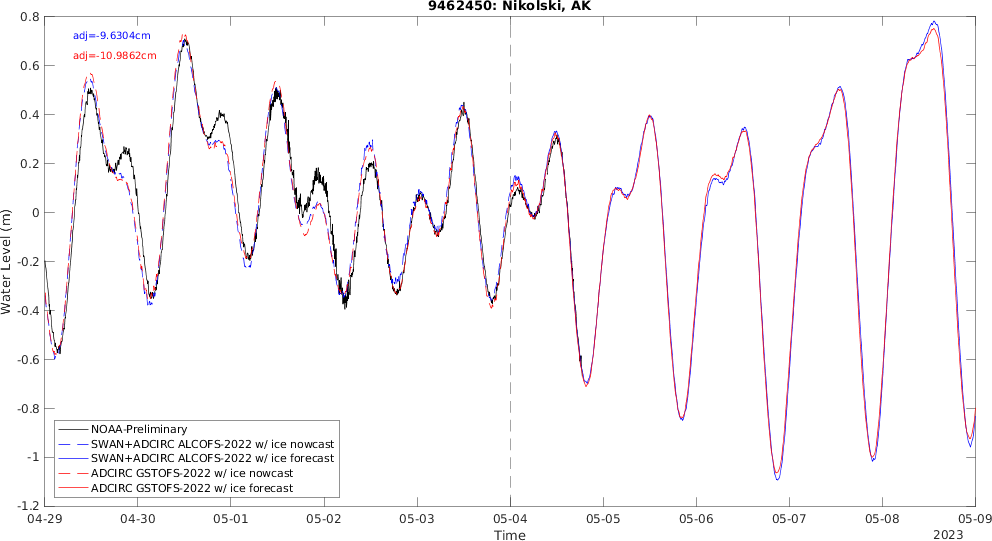 9462450: Nikolski, AK
adj=-9.6304cm
adj=-10.9862cm
0.8
0.6
0.4
0.2
0
-0.2
-0.4
-0.6
-0.8
-1
-1.2
Water Level (m)
NOAA-Preliminary
SWAN+ADCIRC ALCOFS-2022 w/ ice nowcast
SWAN+ADCIRC ALCOFS-2022 w/ ice forecast
ADCIRC GSTOFS-2022 w/ ice nowcast
ADCIRC GSTOFS-2022 w/ ice forecast
04-29 04-30 05-01 05-02 05-03 05-04 05-05 05-06 05-07 05-08 05-09
Time
2023